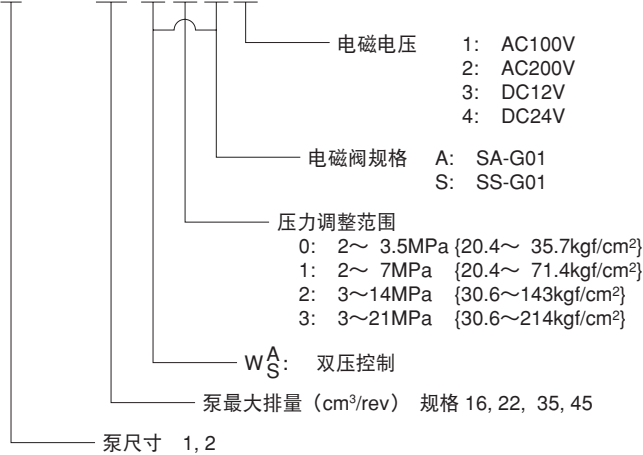 电磁电压 1: AC100V
2: AC200V
3: DC12V
4: DC24V
电磁阀规格 A: SA-G01
S: SS-G01
压力调整范围
0: 2～ 3.5MPa {20.4～ 35.7kgf/cm²}
1: 2～ 7MPa {20.4～ 71.4kgf/cm²}
2: 3～14MPa {30.6～143kgf/cm²}
3: 3～21MPa {30.6～214kgf/cm²}
W A S : 双压控制
泵最大排量（cm³/rev） 规格 16, 22, 35, 45
泵尺寸 1, 2